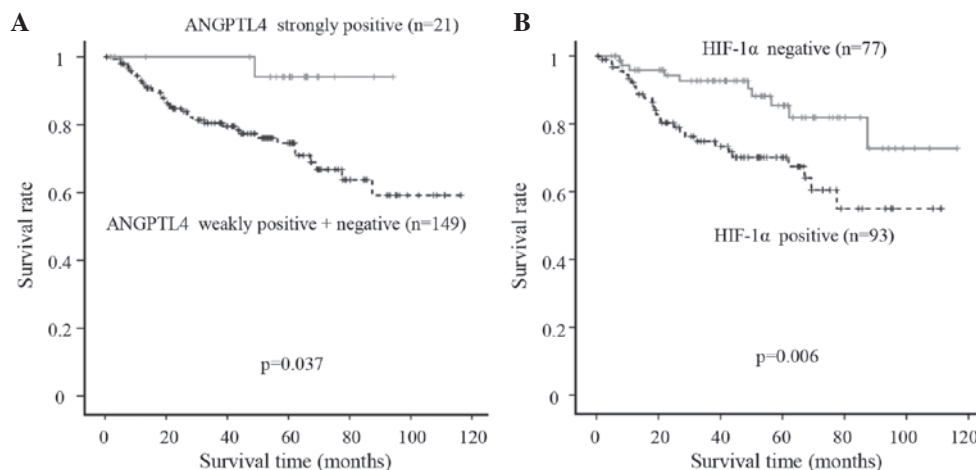 A
ANGPTL4 strongly positive (n=21)
1
0.8
0.6
0.4
0.2
0
Survival rate
ANGPTL4 weakly positive + negative (n=149)
p=0.037
0 20 40 60 80 100 120
Survival time (months)
B
HIF-1α negative (n=77)
1
0.8
0.6
0.4
0.2
0
Survival rate
HIF-1α positive (n=93)
p=0.006
0 20 40 60 80 100 120
Survival time (months)